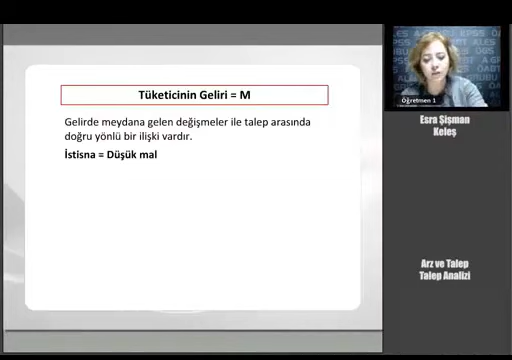 Tüketicinin Geliri = M
Gelirde meydana gelen değişmeler ile talep arasında
doğru yönlü bir ilişki vardır.
İstisna = Düşük mal
Öğretmen 1
Esra Şişman
Keleş
Arz ve Talep
Talep Analizi